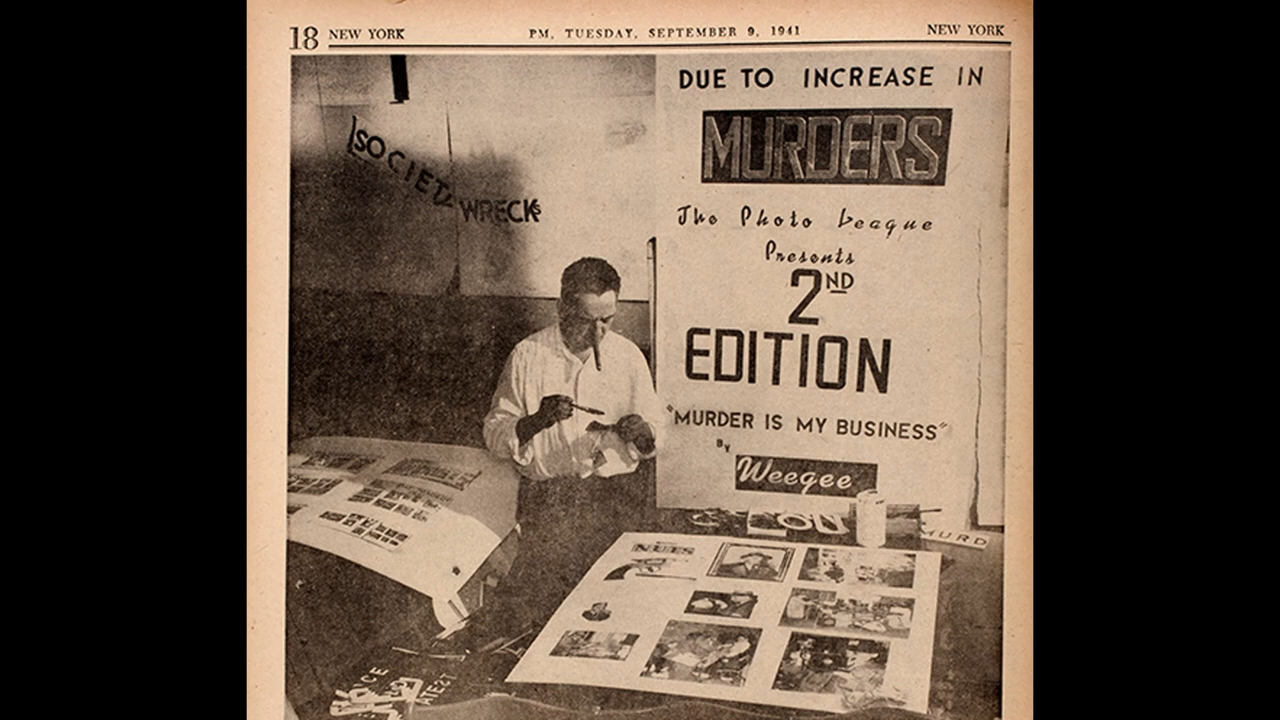 18 NEW YORK
PM, TUESDAY, SEPTEMBER 9, 1941
NEW YORK
SOCIETY
WRECKS
DUE TO INCREASE IN
MURDERS
The Photo League
Presents
2ND
EDITION
"MURDER IS MY BUSINESS"
BY
Weegee
MURD